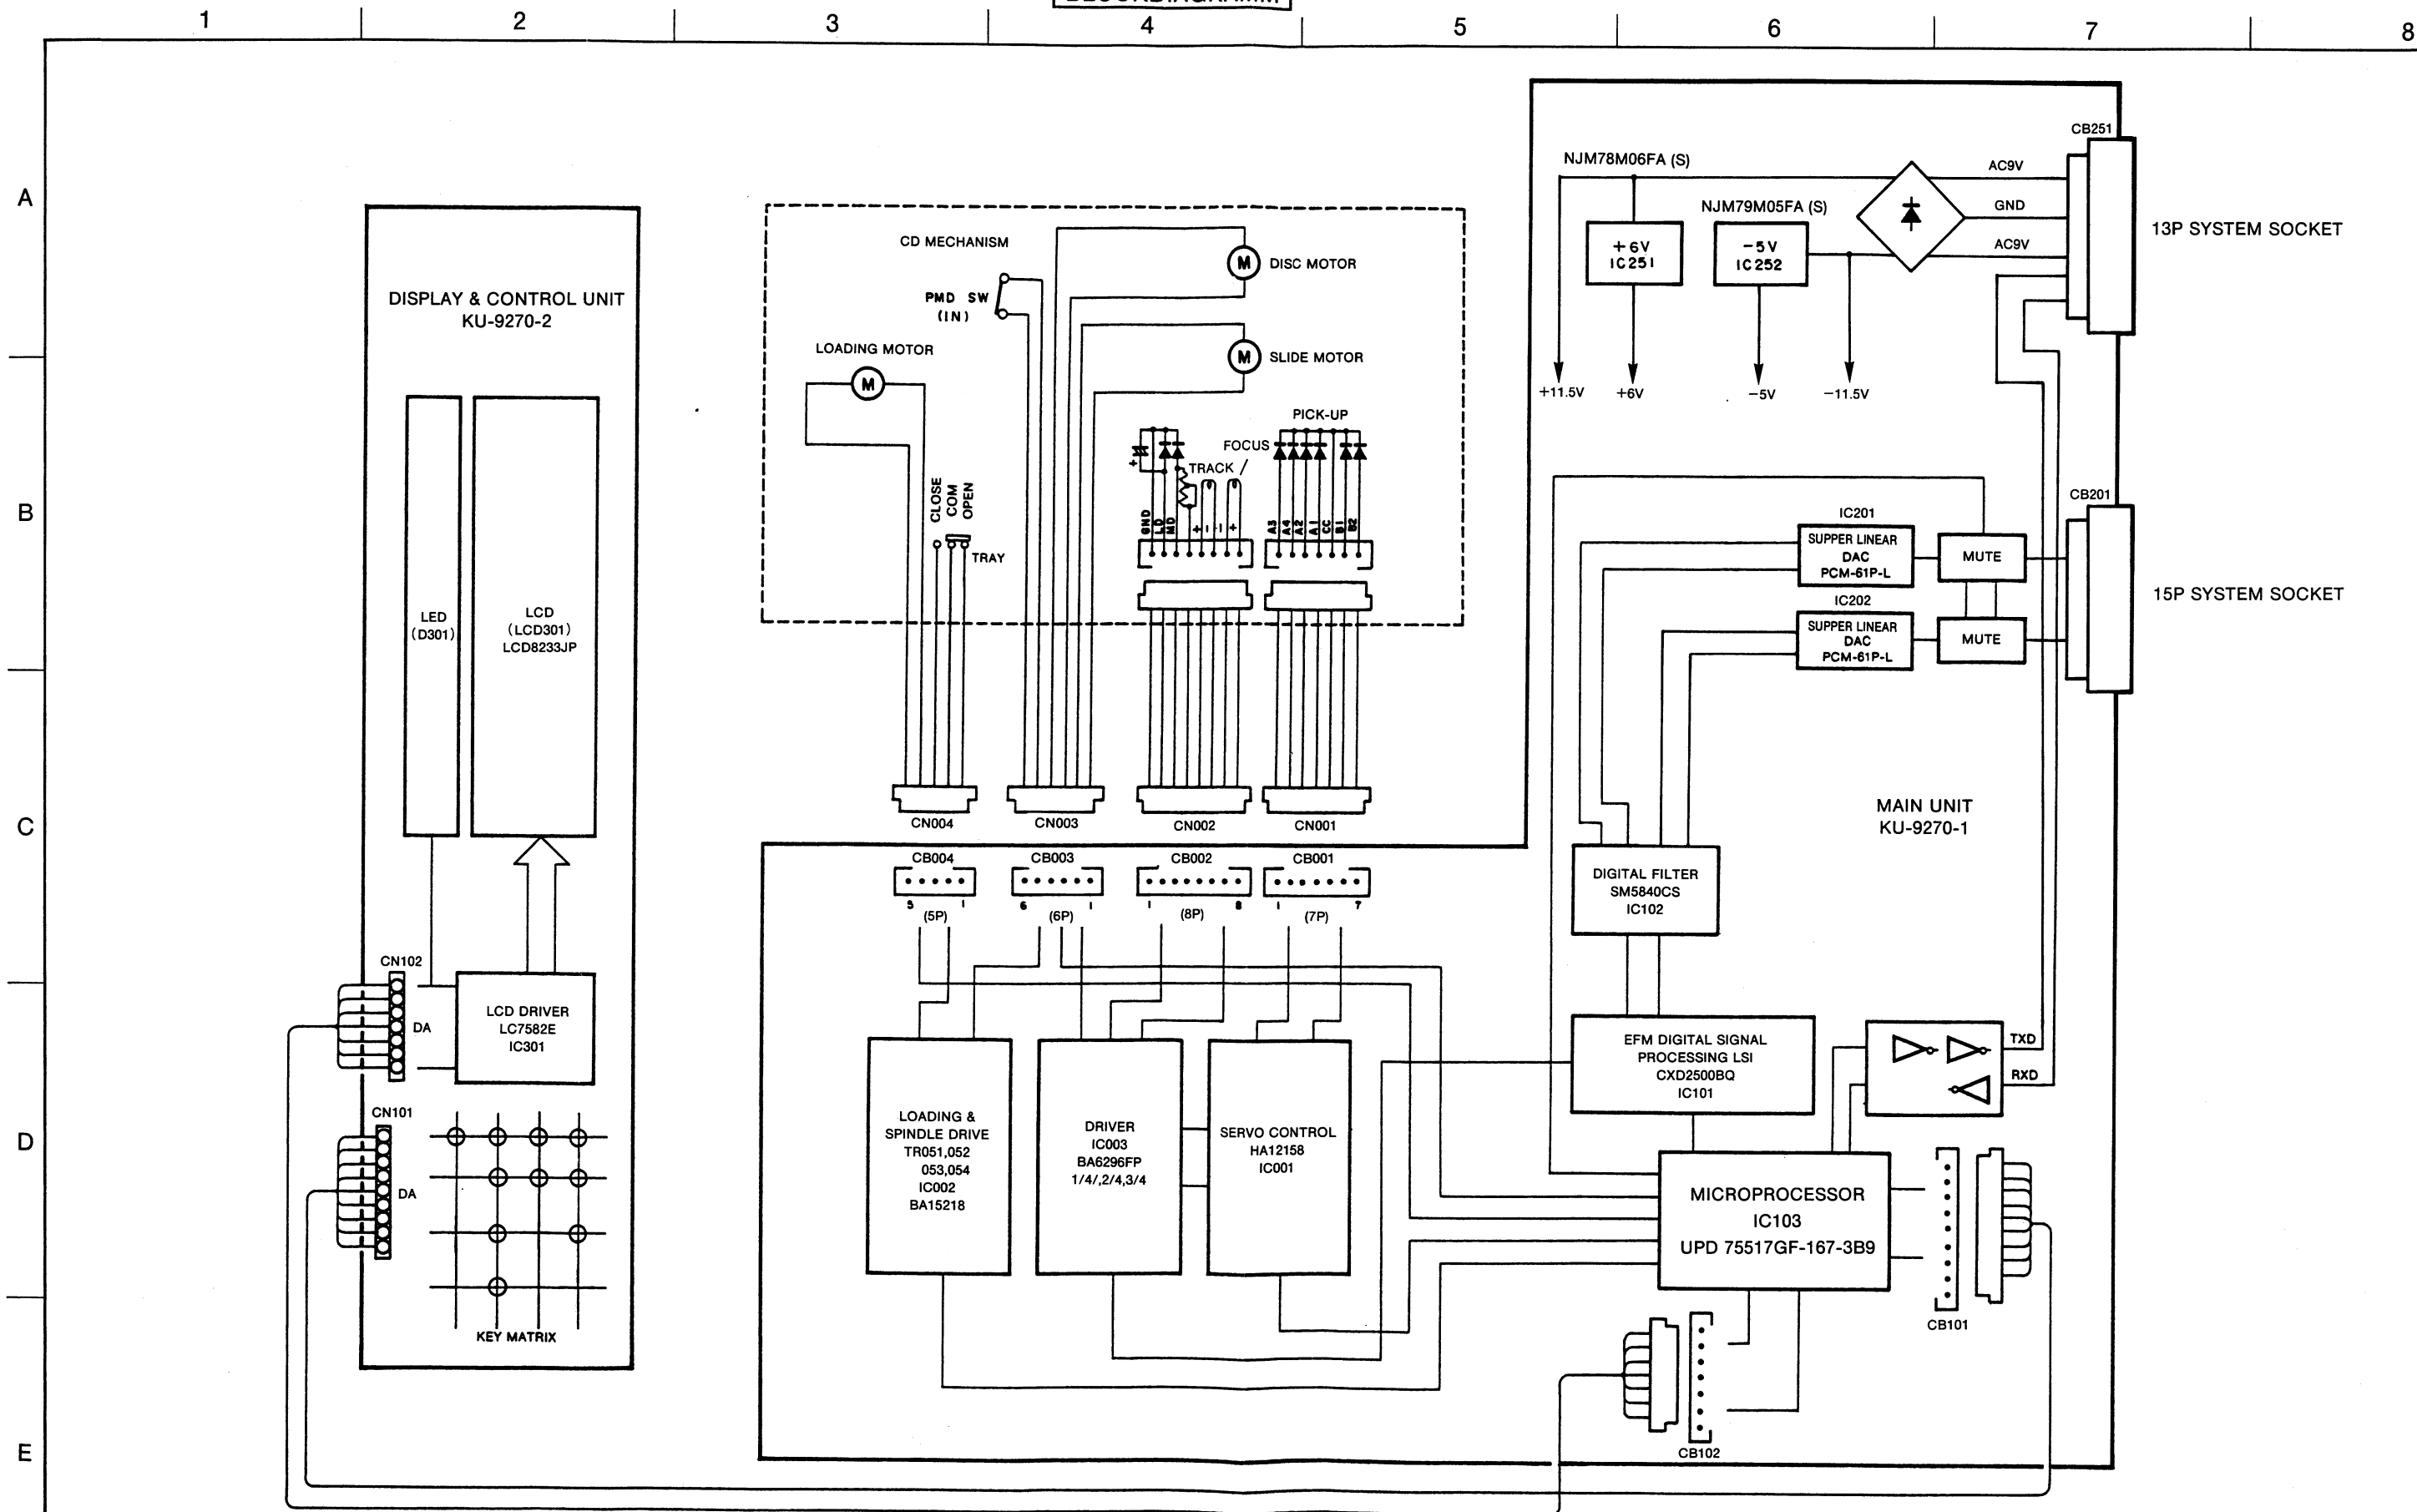 1 2 3 4 5 6 7 8
A
B
C
D
E
DISPLAY & CONTROL UNIT
KU-9270-2
LED
(D301)
LCD
(LCD301)
LCD8233JP
CN102
DA
LCD DRIVER
LC7582E
IC301
CN101
DA
KEY MATRIX
CD MECHANISM
PMD SW
(IN)
DISC MOTOR
M
LOADING MOTOR
M
SLIDE MOTOR
M
CLOSE
COM
OPEN
TRAY
PICK-UP
FOCUS
TRACK /
+
GND
LD
MD
+
-
-
+
A3
A4
A2
A1
CC
B1
B2
CN004
CN003
CN002
CN001
CB004
CB003
CB002
CB001
5 1
6 1
1 8
1 7
(5P)
(6P)
(8P)
(7P)
LOADING &
SPINDLE DRIVE
TR051,052
053,054
IC002
BA15218
DRIVER
IC003
BA6296FP
1/4/,2/4,3/4
SERVO CONTROL
HA12158
IC001
NJM78M06FA (S)
NJM79M05FA (S)
+6V
IC251
-5V
IC252
+11.5V
+6V
-5V
-11.5V
CB251
AC9V
GND
AC9V
13P SYSTEM SOCKET
CB201
15P SYSTEM SOCKET
IC201
SUPPER LINEAR
DAC
PCM-61P-L
MUTE
IC202
SUPPER LINEAR
DAC
PCM-61P-L
MUTE
MAIN UNIT
KU-9270-1
DIGITAL FILTER
SM5840CS
IC102
EFM DIGITAL SIGNAL
PROCESSING LSI
CXD2500BQ
IC101
TXD
RXD
MICROPROCESSOR
IC103
UPD 75517GF-167-3B9
CB101
CB102